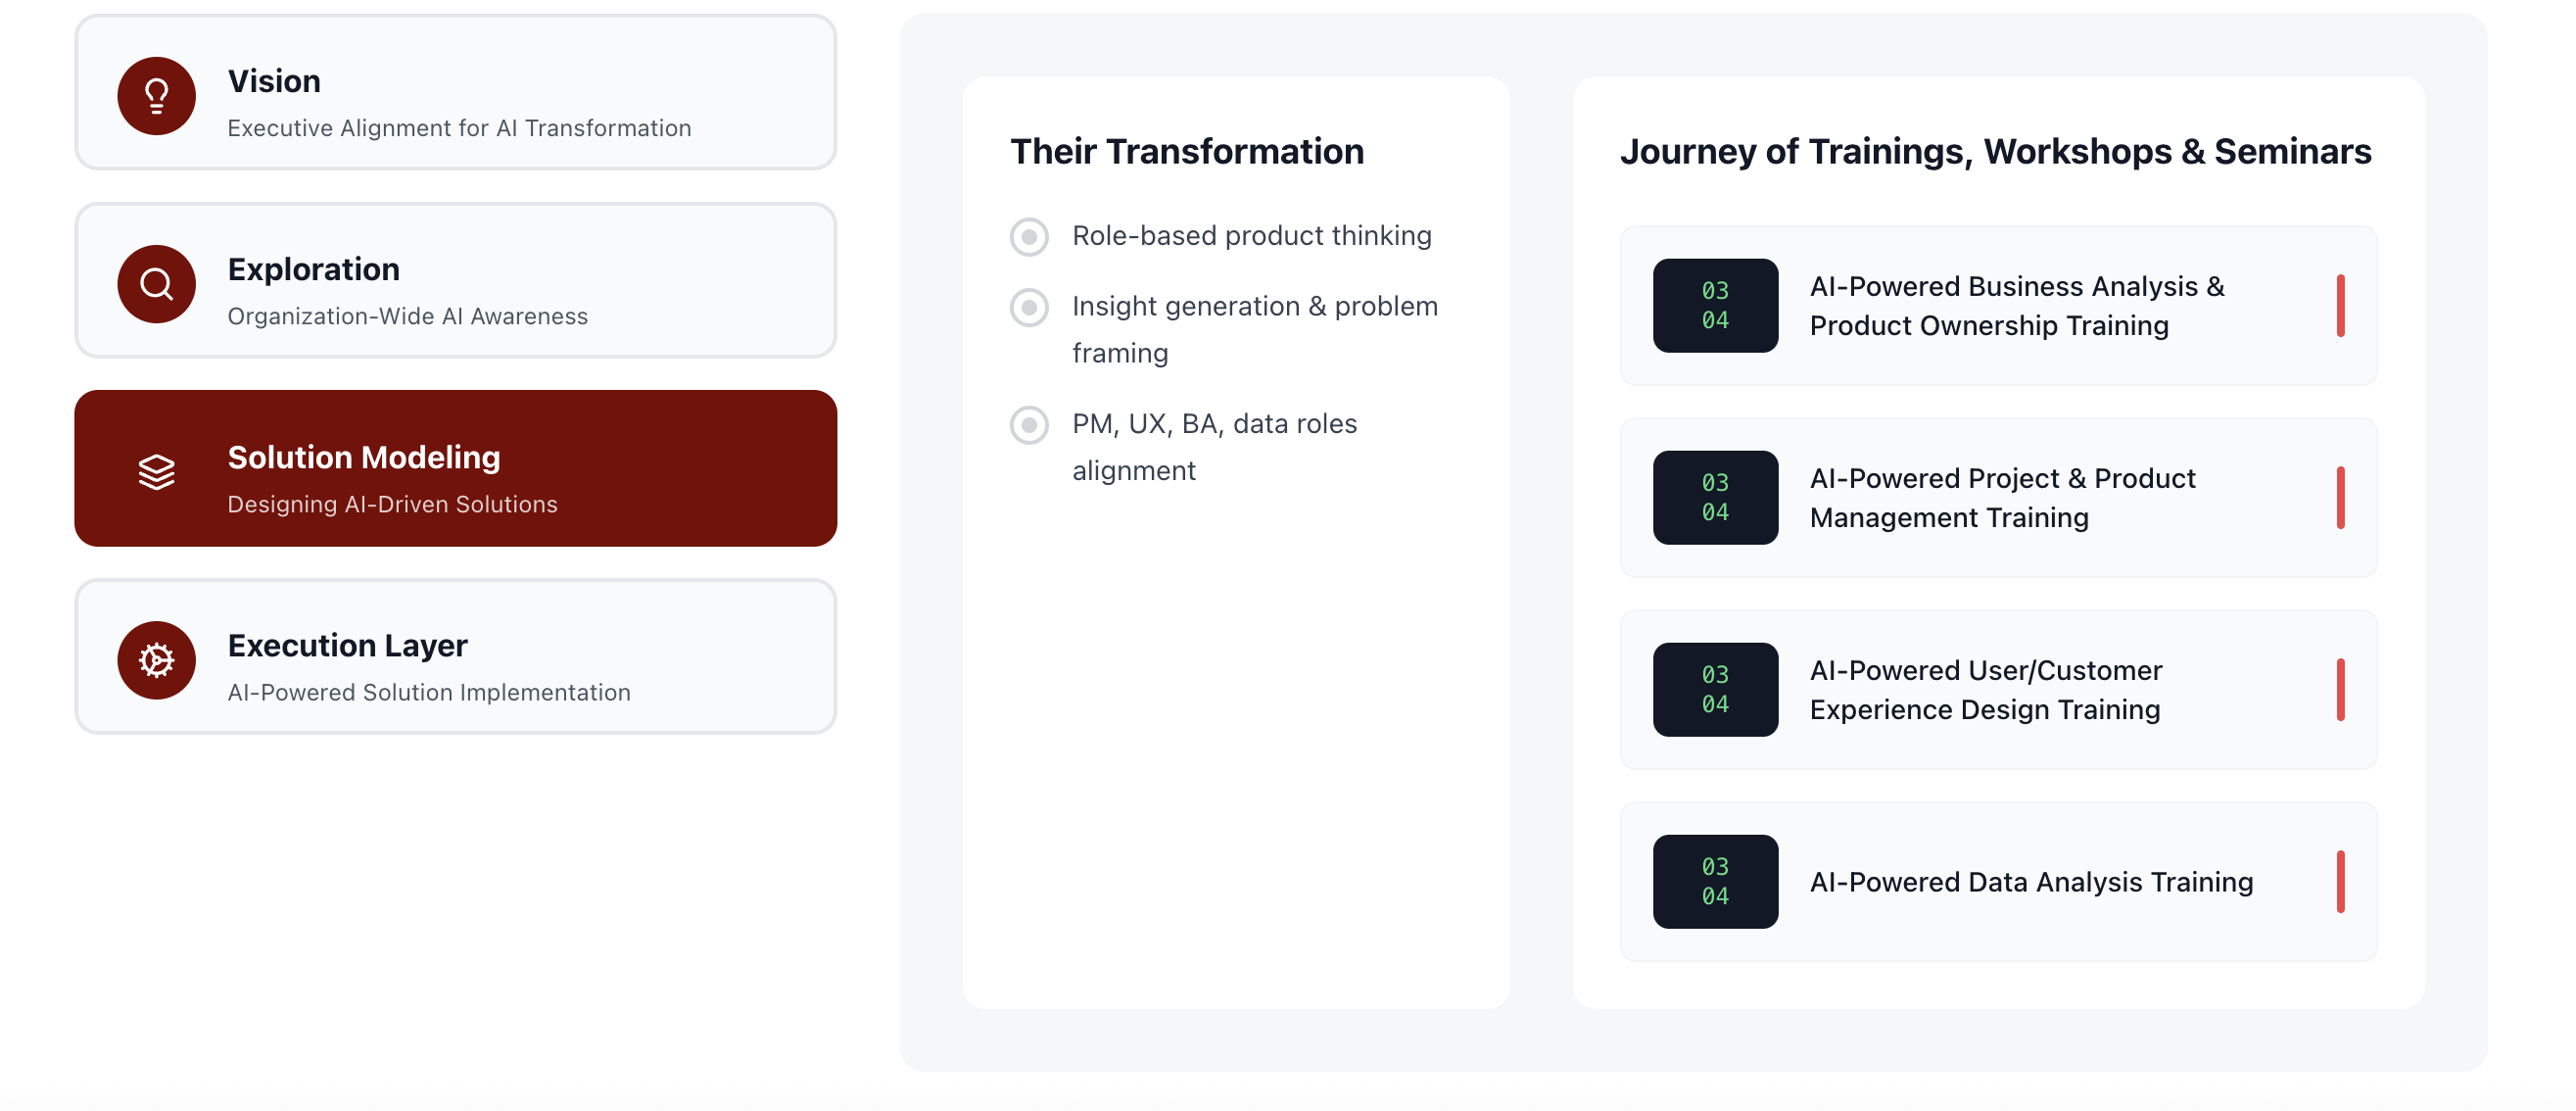 Vision
Executive Alignment for AI Transformation
Exploration
Organization-Wide AI Awareness
Solution Modeling
Designing AI-Driven Solutions
Execution Layer
AI-Powered Solution Implementation
Their Transformation
Role-based product thinking
Insight generation & problem
framing
PM, UX, BA, data roles
alignment
Journey of Trainings, Workshops & Seminars
03
04
AI-Powered Business Analysis &
Product Ownership Training
03
04
AI-Powered Project & Product
Management Training
03
04
AI-Powered User/Customer
Experience Design Training
03
04
AI-Powered Data Analysis Training